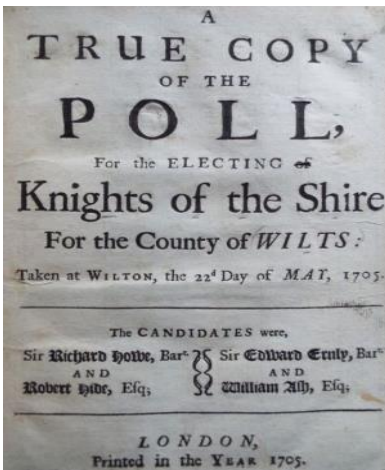 A
TRUE COPY
OF THE
POLL,
For the ELECTING of
Knights of the Shire
For the County of WILTS:
Taken at WILTON, the 22d Day of MAY, 1705.
The CANDIDATES were,
Sir Richard Howe, Bart. Sir Edward Ernly, Bart.
AND AND
Robert Hide, Esq; William Ash, Esq;
LONDON,
Printed in the YEAR 1705.